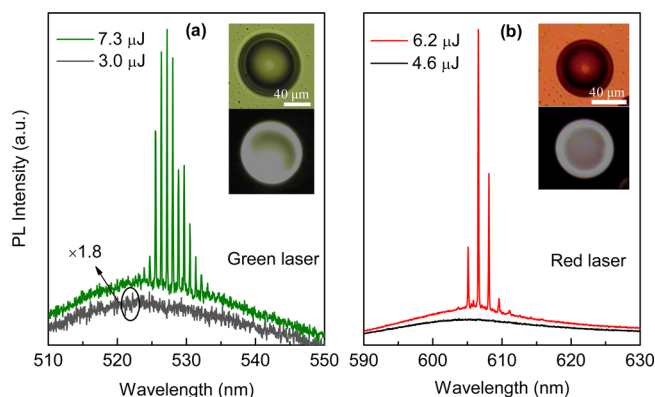 (a)
7.3 μJ
3.0 μJ
40 μm
PL Intensity (a.u.)
×1.8
Green laser
510 520 530 540 550
Wavelength (nm)
(b)
6.2 μJ
4.6 μJ
40 μm
Red laser
590 600 610 620 630
Wavelength (nm)